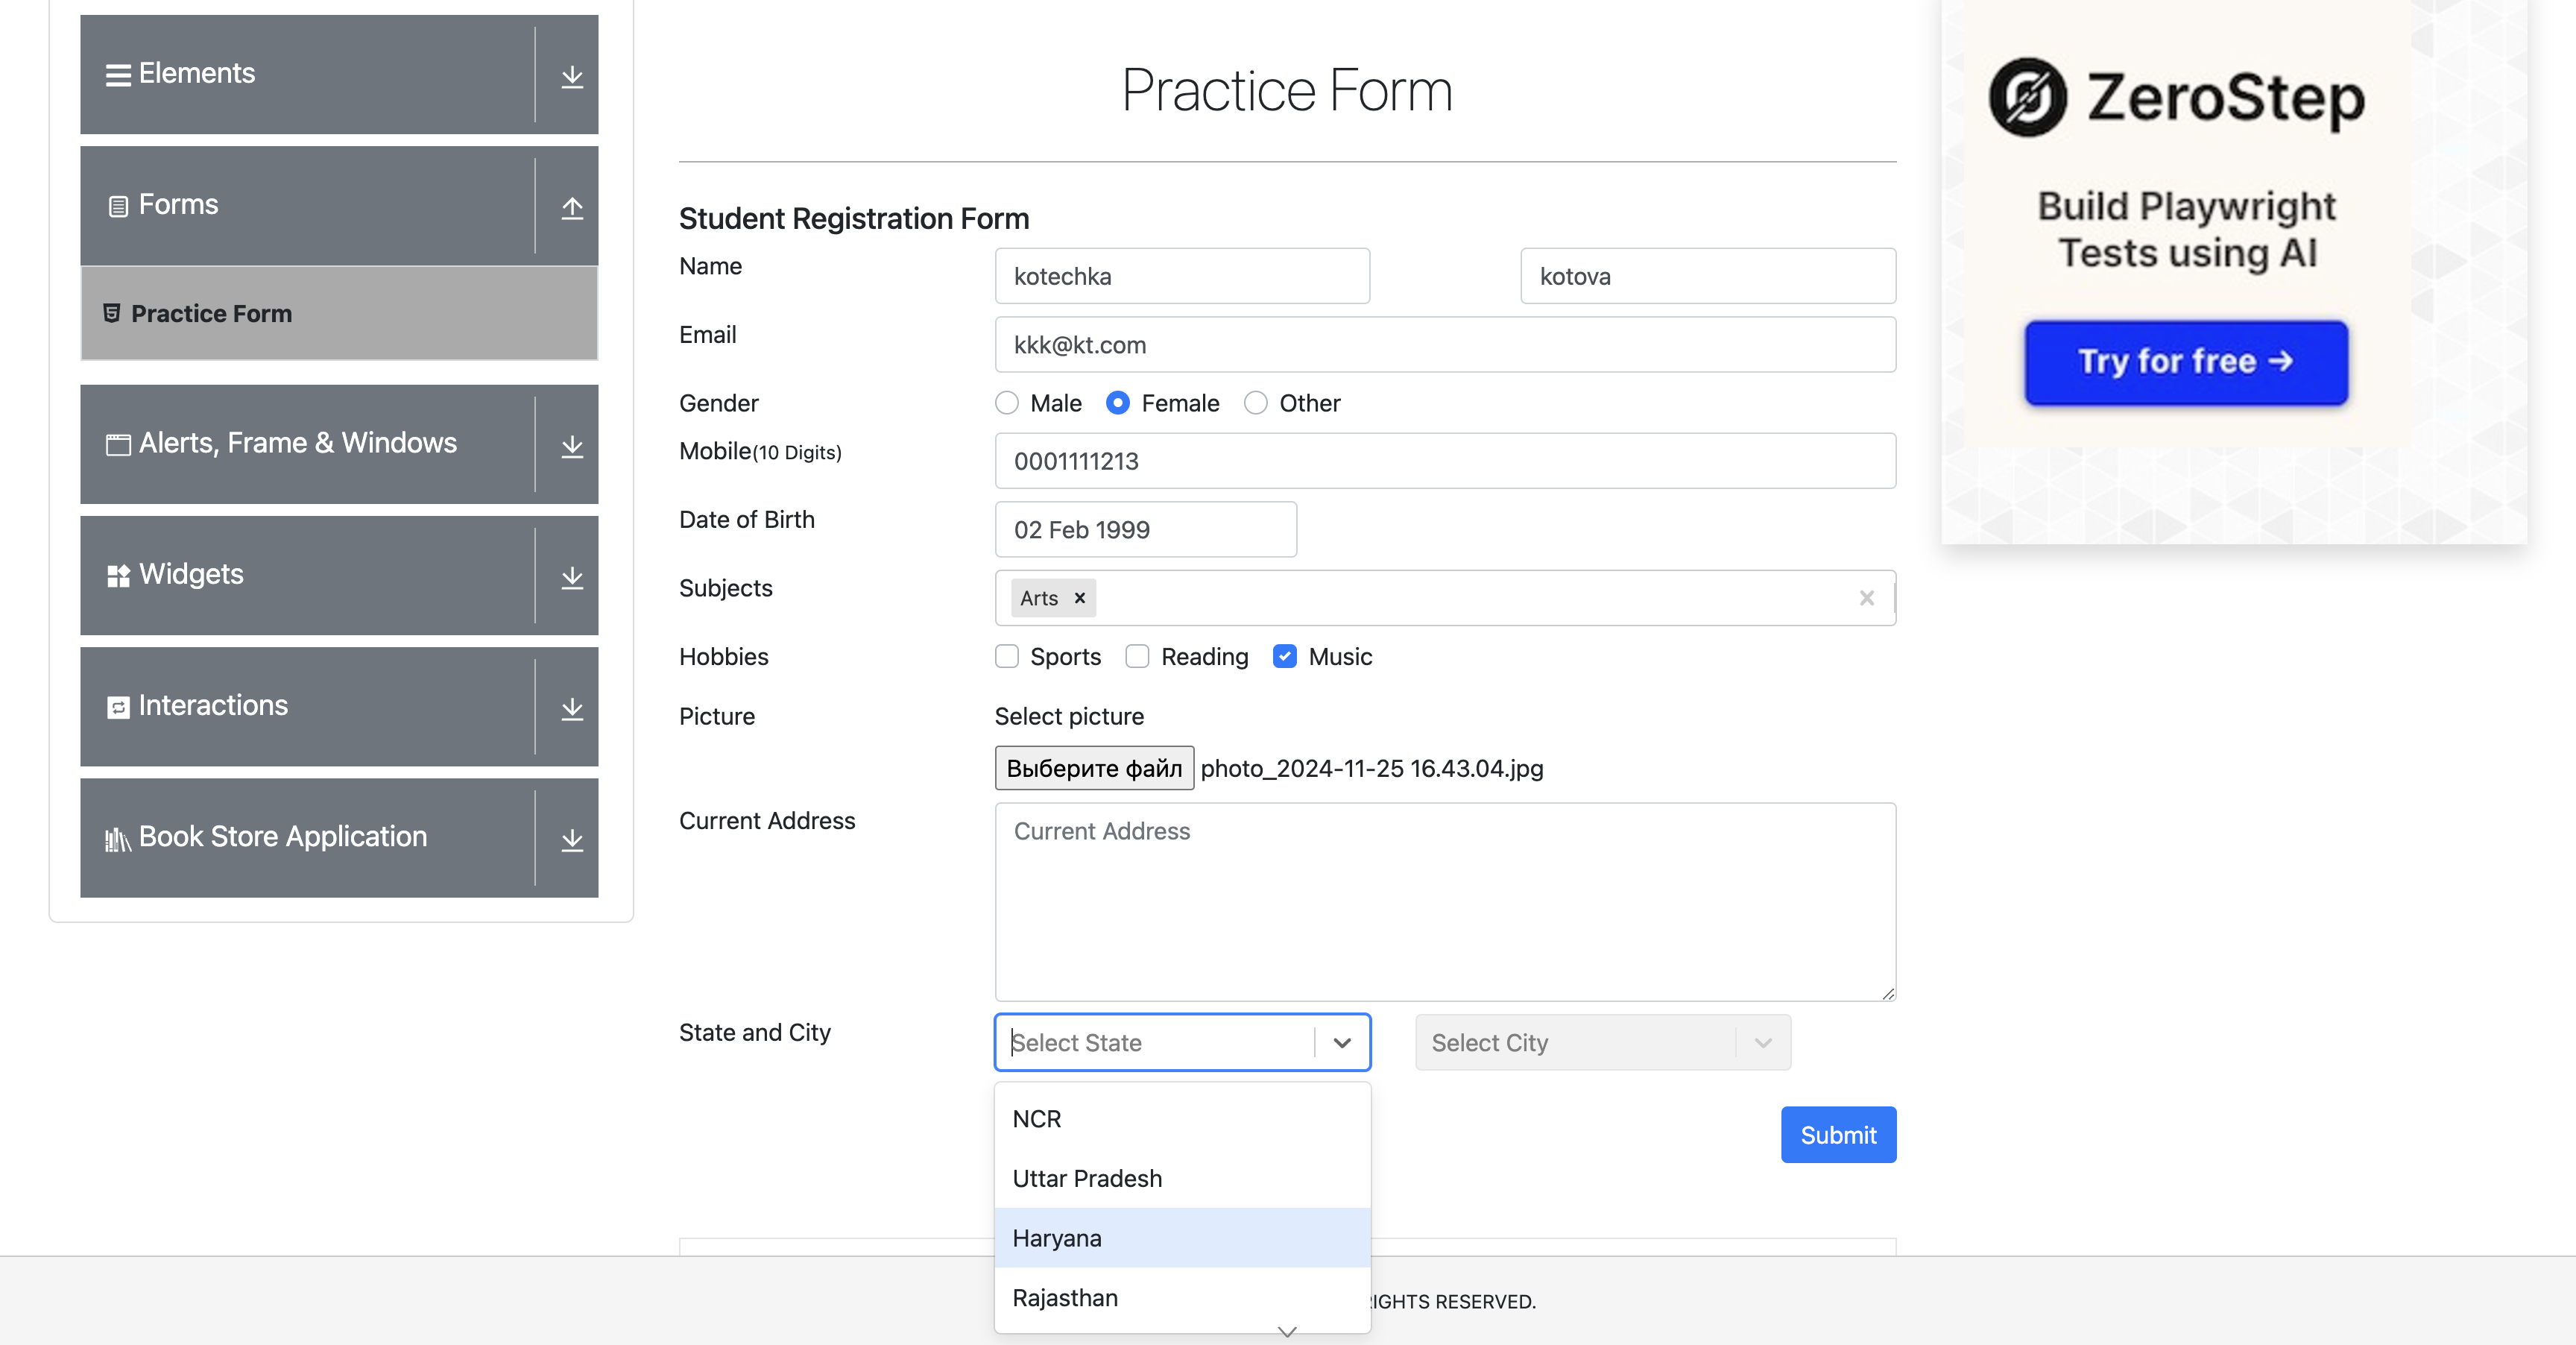 Elements
Forms
Practice Form
Alerts, Frame & Windows
Widgets
Interactions
Book Store Application
Practice Form
Student Registration Form
Name kotechka kotova
Email kkk@kt.com
Gender Male Female Other
Mobile(10 Digits) 0001111213
Date of Birth 02 Feb 1999
Subjects Arts
Hobbies Sports Reading Music
Picture Select picture
Выберите файл photo_2024-11-25 16.43.04.jpg
Current Address Current Address
State and City Select State Select City
NCR
Uttar Pradesh
Haryana
Rajasthan
Submit
RIGHTS RESERVED.
ZeroStep
Build Playwright
Tests using AI
Try for free →